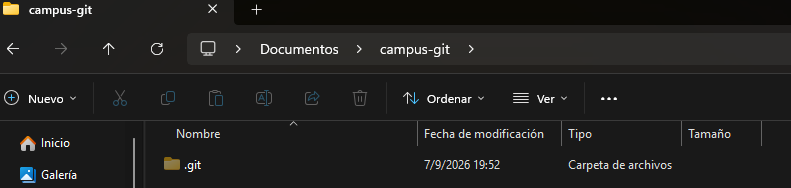 campus-git
Documentos campus-git
Nuevo Ordenar Ver
Nombre Fecha de modificación Tipo Tamaño
Inicio
.git 7/9/2026 19:52 Carpeta de archivos
Galería